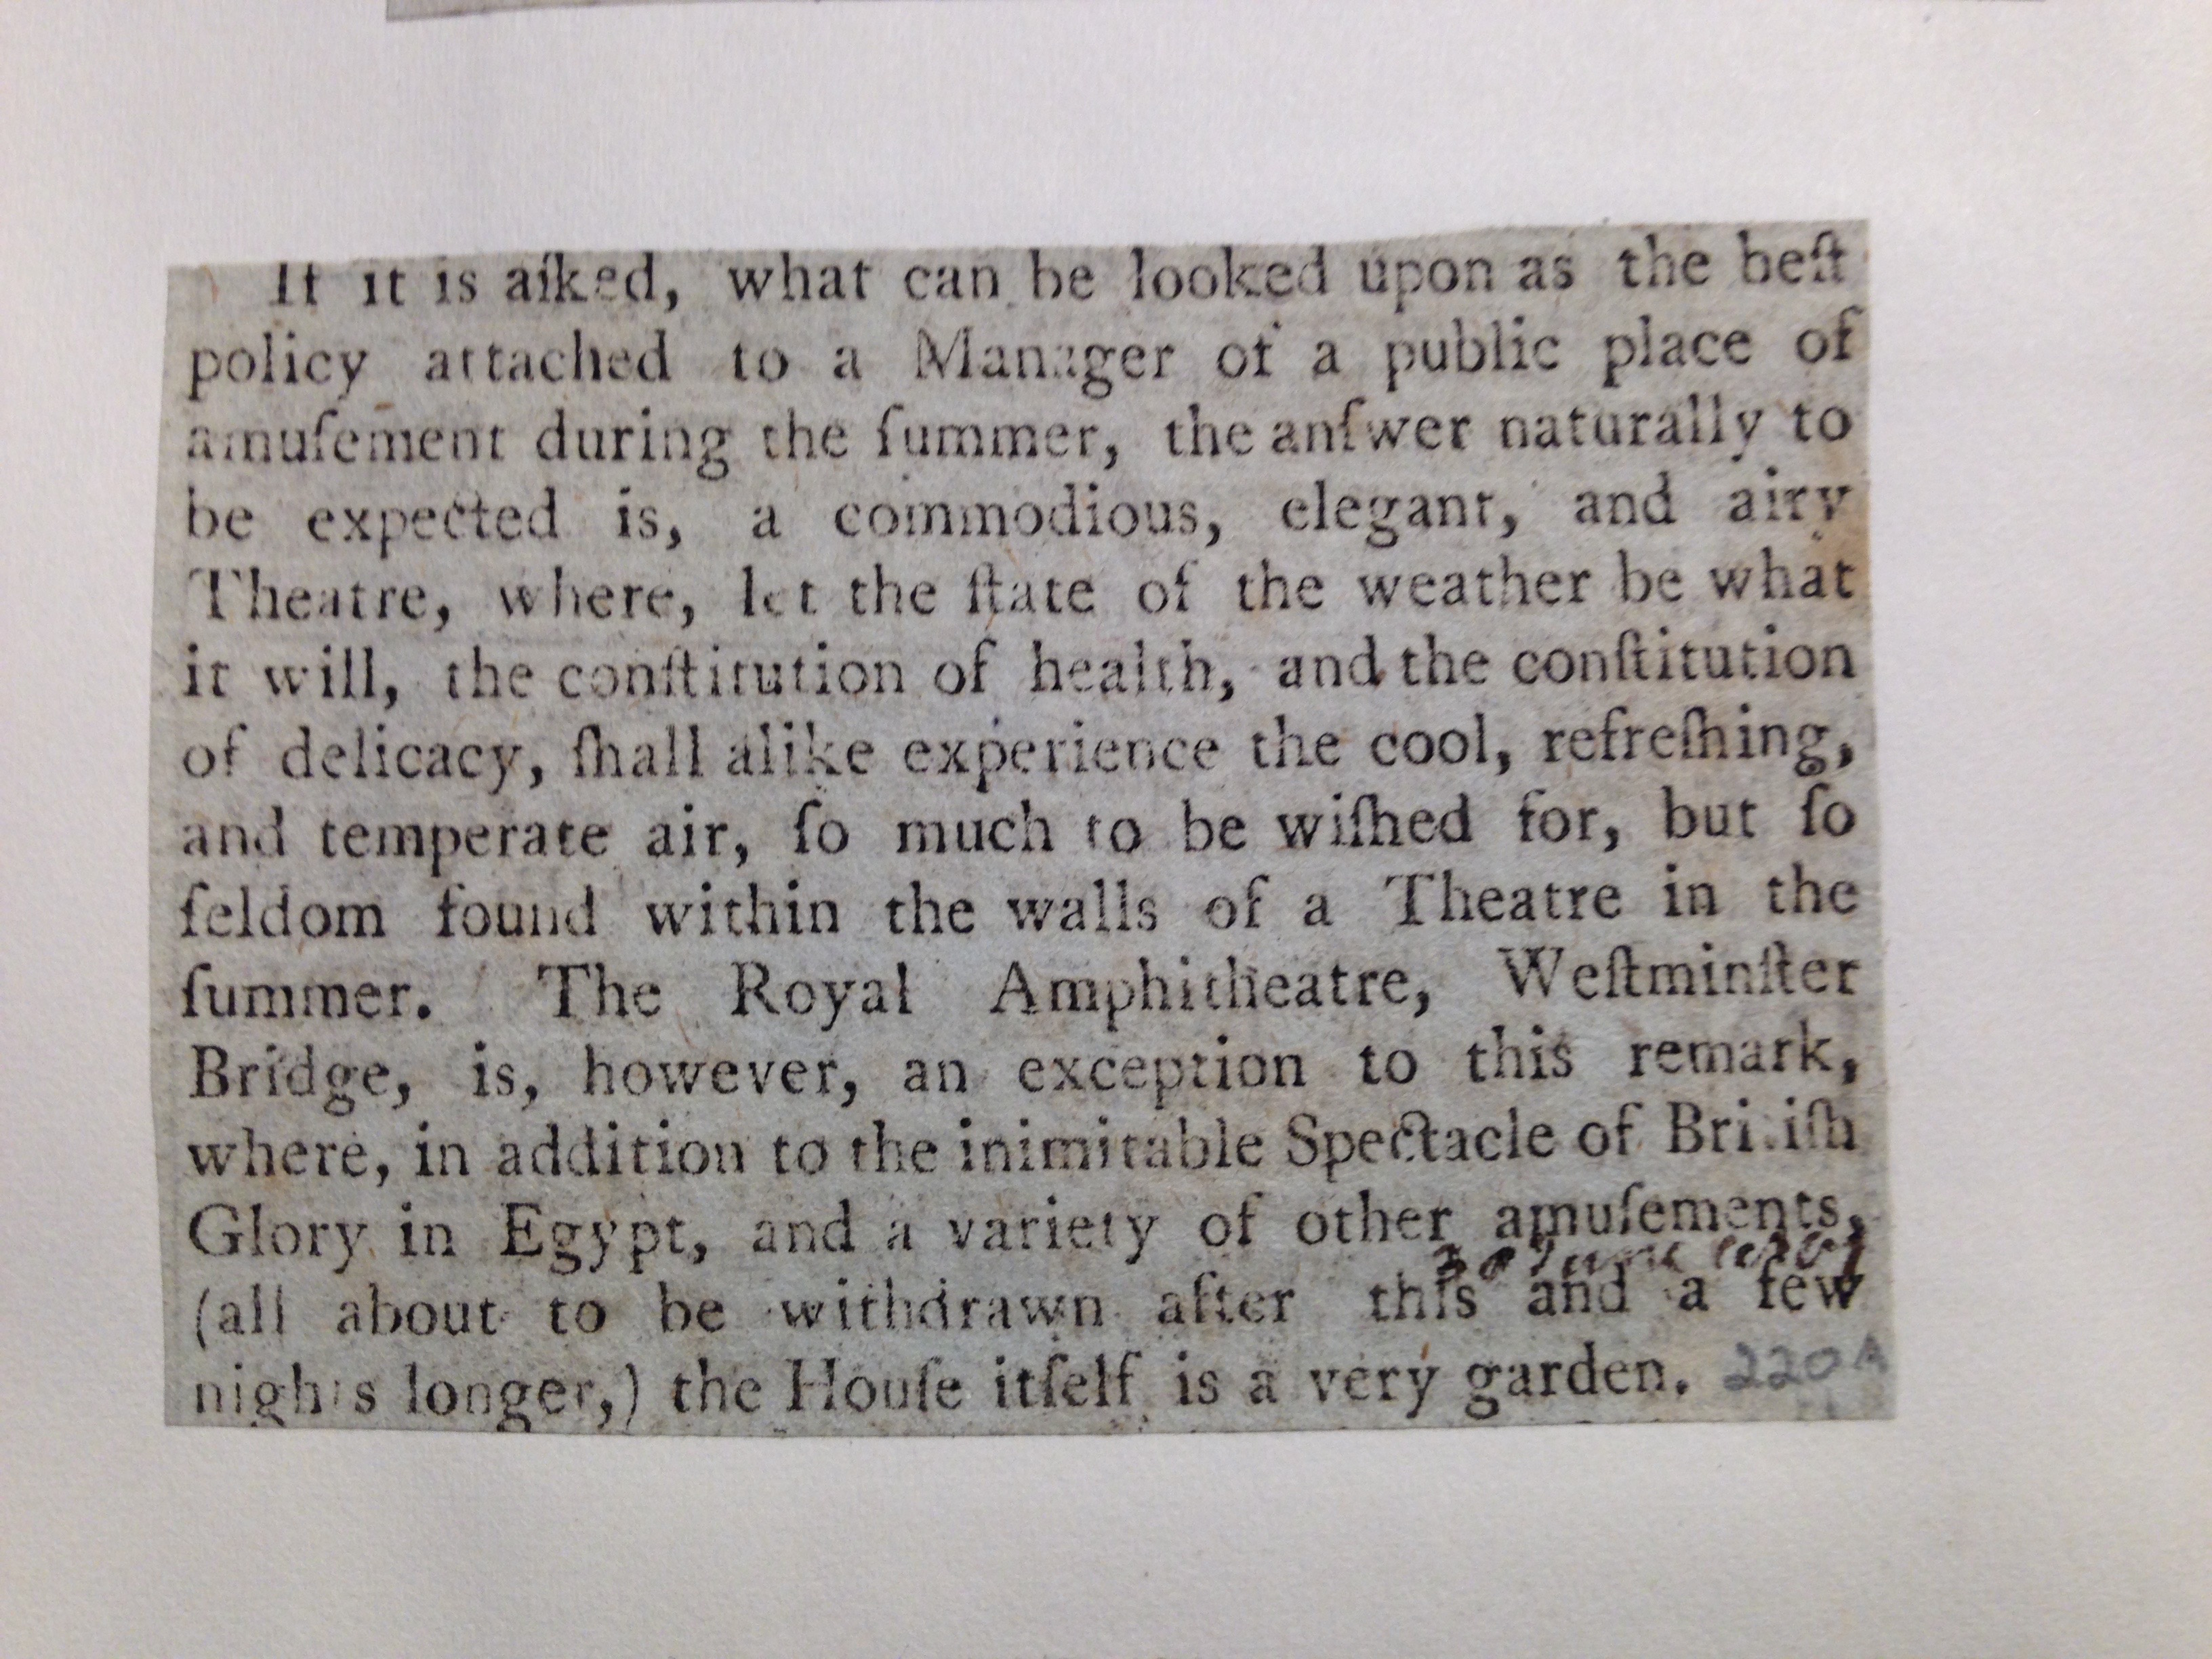 If it is aſked, what can be looked upon as the beſt
policy attached to a Manager of a public place of
amuſement during the ſummer, the anſwer naturally to
be expected is, a commodious, elegant, and airy
Theatre, where, let the ſtate of the weather be what
it will, the conſtitution of health, and the conſtitution
of delicacy, ſhall alike experience the cool, refreſhing,
and temperate air, ſo much to be wiſhed for, but ſo
ſeldom found within the walls of a Theatre in the
ſummer. The Royal Amphitheatre, Weſtminſter
Bridge, is, however, an exception to this remark,
where, in addition to the inimitable Spectacle of Britiſh
Glory in Egypt, and a variety of other amuſements,
30 June
(all about to be withdrawn after this and a few
nights longer,) the Houſe itſelf is a very garden. 220A